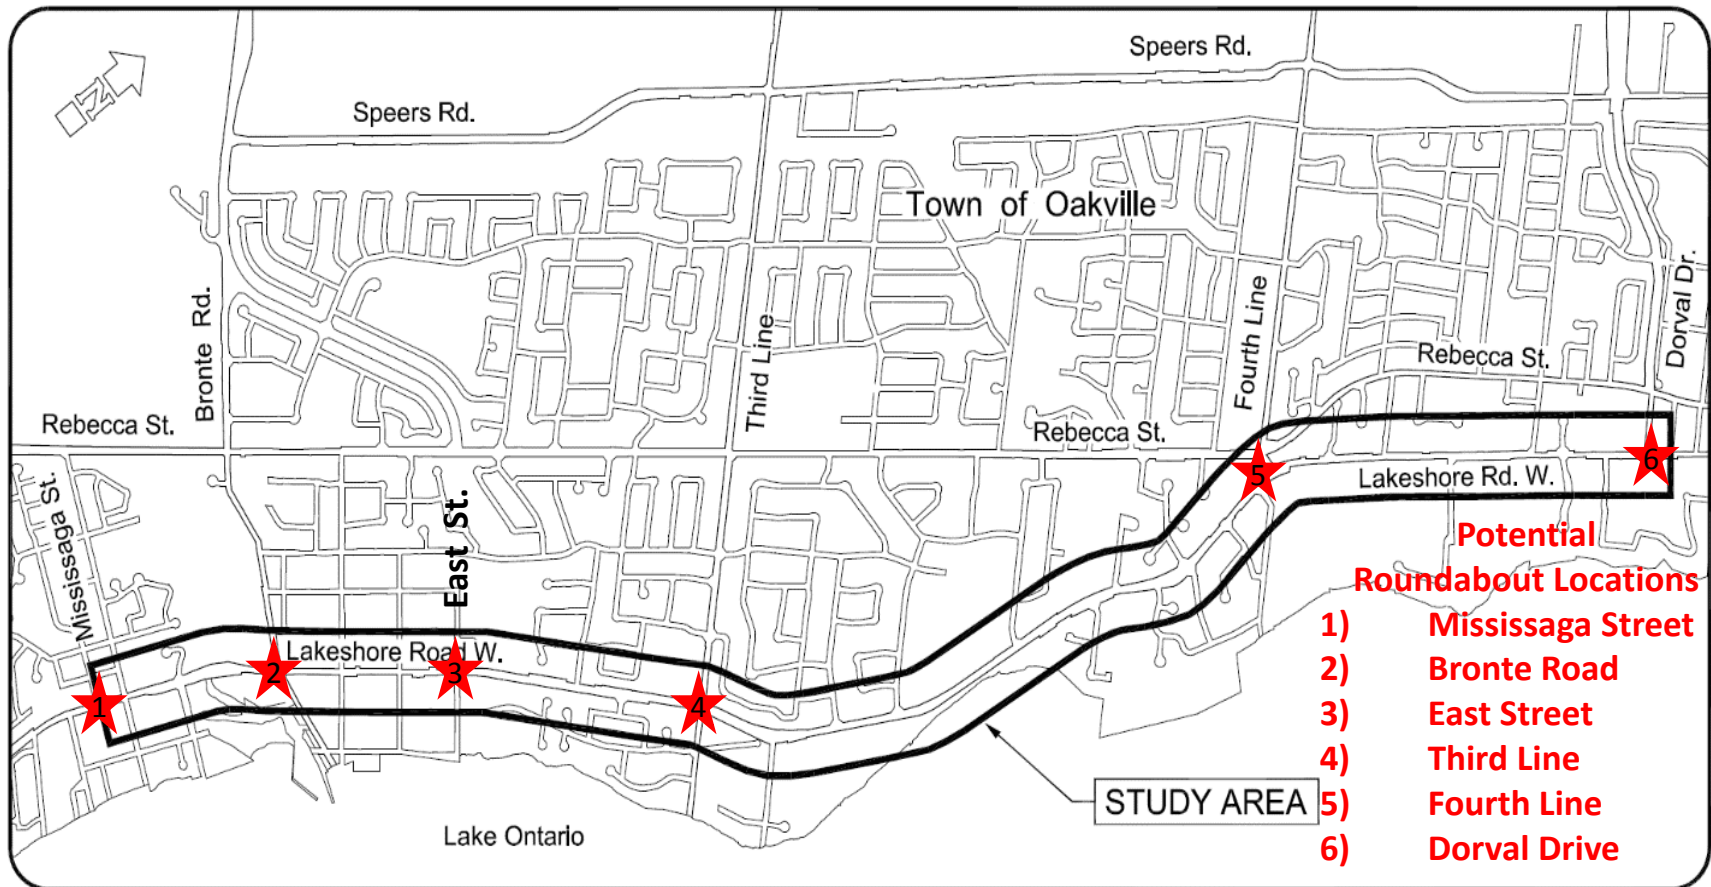 Speers Rd.
Speers Rd.
N
Town of Oakville
Bronte Rd.
Third Line
Fourth Line
Dorval Dr.
Rebecca St.
Rebecca St.
Rebecca St.
Mississaga St.
East St.
Lakeshore Rd. W.
Lakeshore Road W.
1
2
3
4
5
6
STUDY AREA
Lake Ontario
Potential
Roundabout Locations
1) Mississaga Street
2) Bronte Road
3) East Street
4) Third Line
5) Fourth Line
6) Dorval Drive